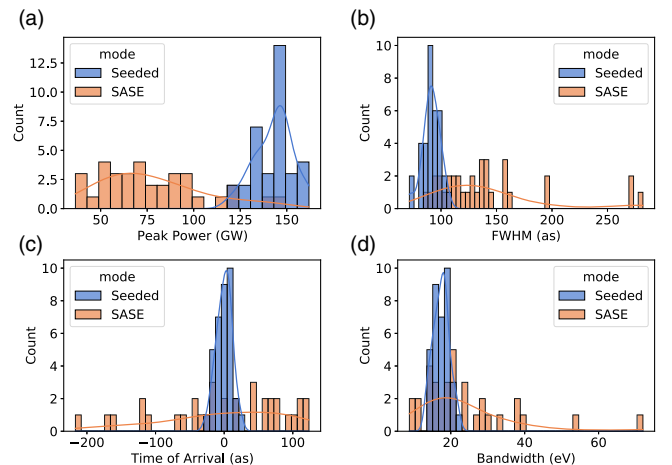 (a)
mode
Seeded
SASE
Count
12.5
10.0
7.5
5.0
2.5
0.0
50 75 100 125 150
Peak Power (GW)
(b)
mode
Seeded
SASE
Count
10
8
6
4
2
0
100 150 200 250
FWHM (as)
(c)
mode
Seeded
SASE
Count
10
8
6
4
2
0
−200 −100 0 100
Time of Arrival (as)
(d)
mode
Seeded
SASE
Count
10
8
6
4
2
0
20 40 60
Bandwidth (eV)